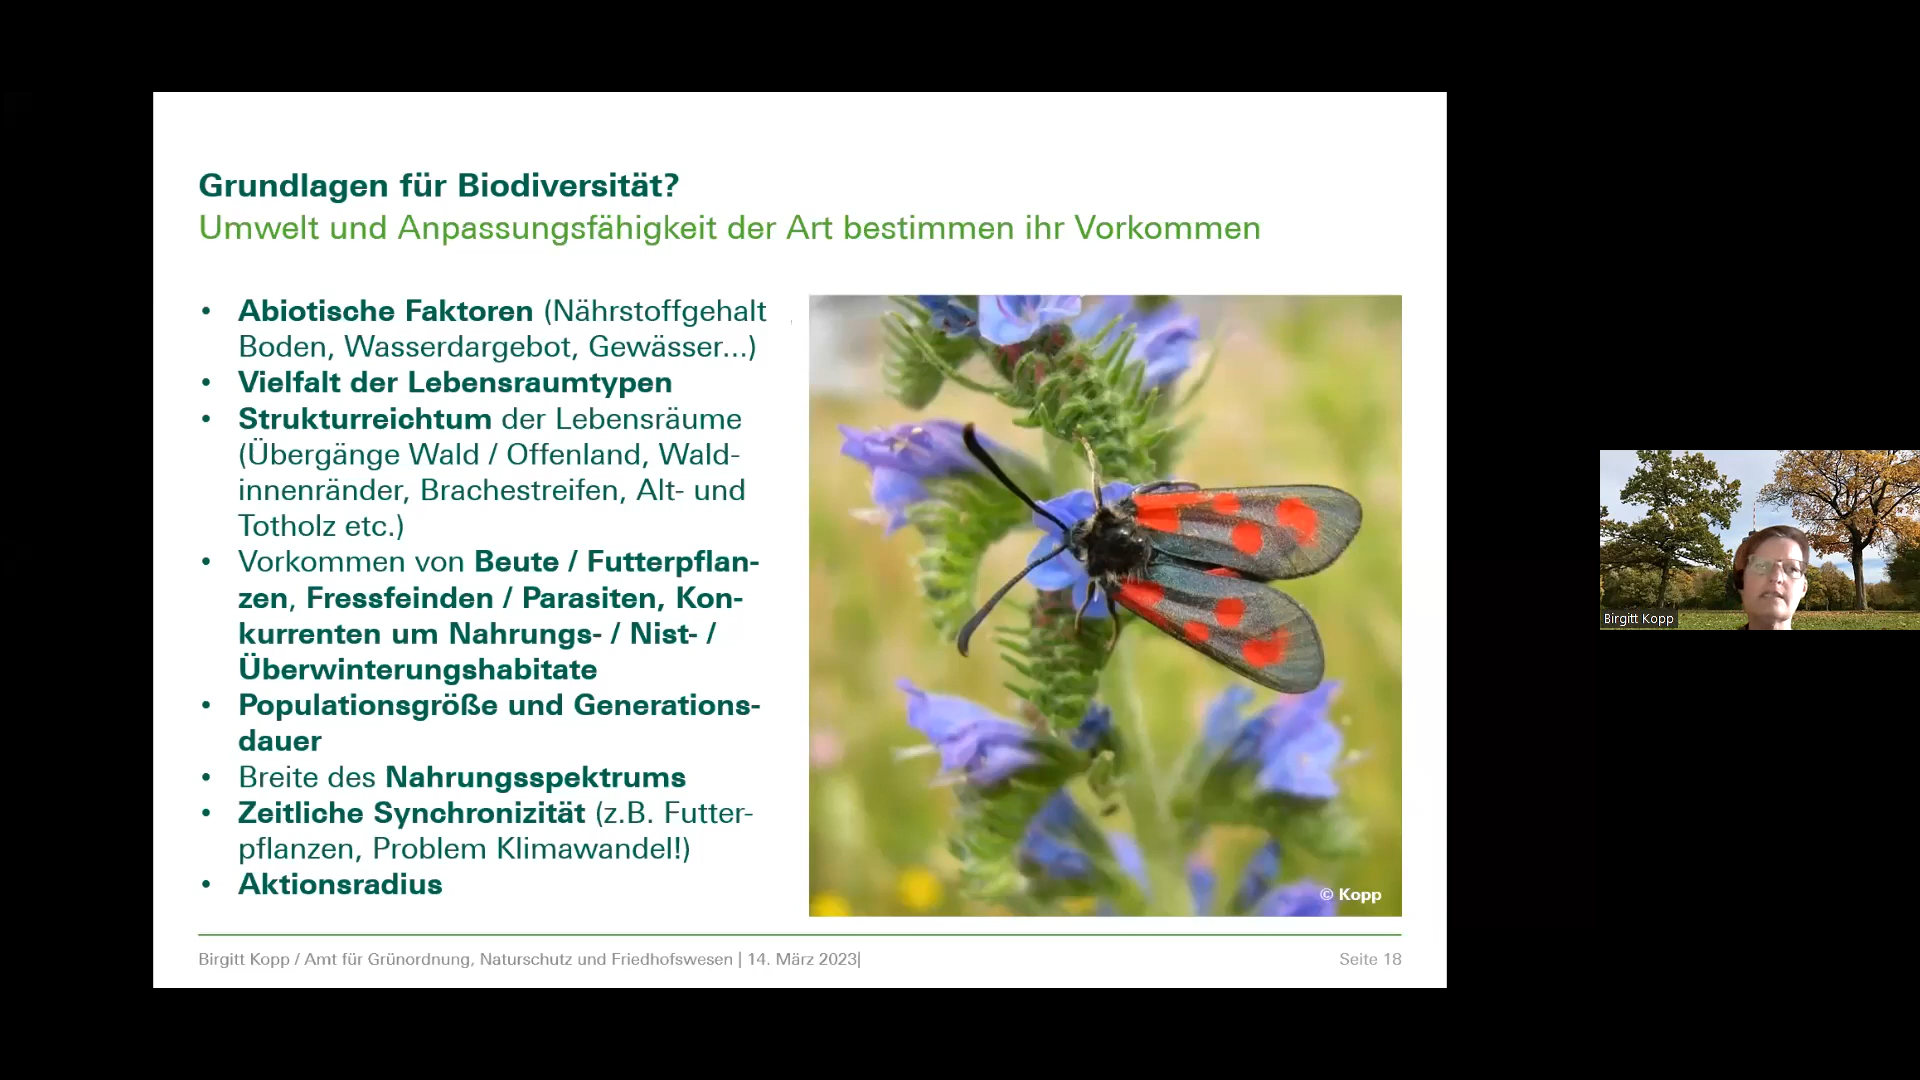 Grundlagen für Biodiversität?
Umwelt und Anpassungsfähigkeit der Art bestimmen ihr Vorkommen
• Abiotische Faktoren (Nährstoffgehalt
Boden, Wasserdargebot, Gewässer...)
• Vielfalt der Lebensraumtypen
• Strukturreichtum der Lebensräume
(Übergänge Wald / Offenland, Wald-
innenränder, Brachestreifen, Alt- und
Totholz etc.)
• Vorkommen von Beute / Futterpflan-
zen, Fressfeinden / Parasiten, Kon-
kurrenten um Nahrungs- / Nist- /
Überwinterungshabitate
• Populationsgröße und Generations-
dauer
• Breite des Nahrungsspektrums
• Zeitliche Synchronizität (z.B. Futter-
pflanzen, Problem Klimawandel!)
• Aktionsradius
© Kopp
Birgitt Kopp / Amt für Grünordnung, Naturschutz und Friedhofswesen | 14. März 2023|
Seite 18
Birgitt Kopp